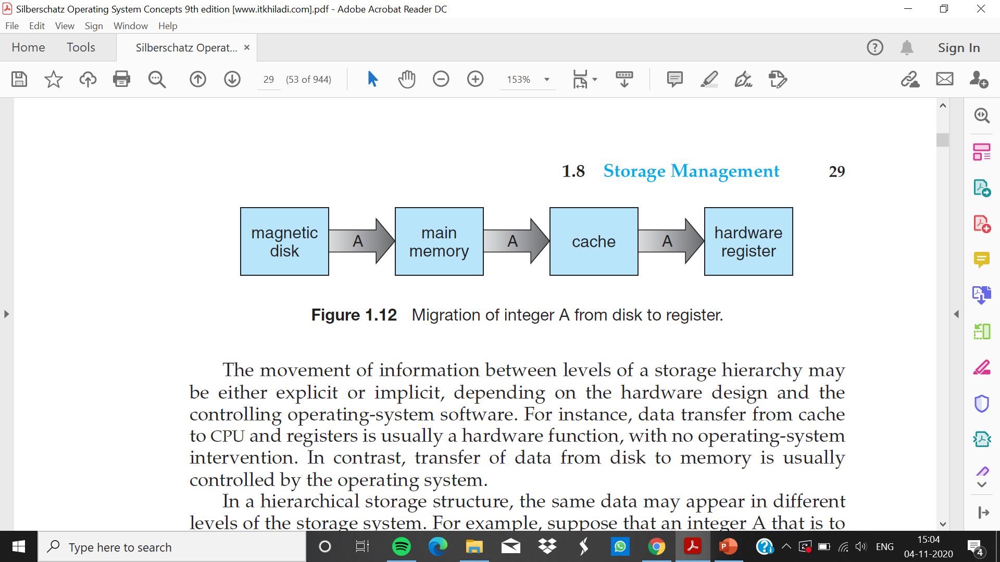 Silberschatz Operating System Concepts 9th edition [www.itkhiladi.com].pdf - Adobe Acrobat Reader DC
File Edit View Sign Window Help
Home Tools Silberschatz Operat... × Sign In
29 (53 of 944) 153%
1.8 Storage Management 29
magnetic disk A main memory A cache A hardware register
Figure 1.12 Migration of integer A from disk to register.
The movement of information between levels of a storage hierarchy may
be either explicit or implicit, depending on the hardware design and the
controlling operating-system software. For instance, data transfer from cache
to CPU and registers is usually a hardware function, with no operating-system
intervention. In contrast, transfer of data from disk to memory is usually
controlled by the operating system.
In a hierarchical storage structure, the same data may appear in different
levels of the storage system. For example, suppose that an integer A that is to
Type here to search
ENG
15:04
04-11-2020
4